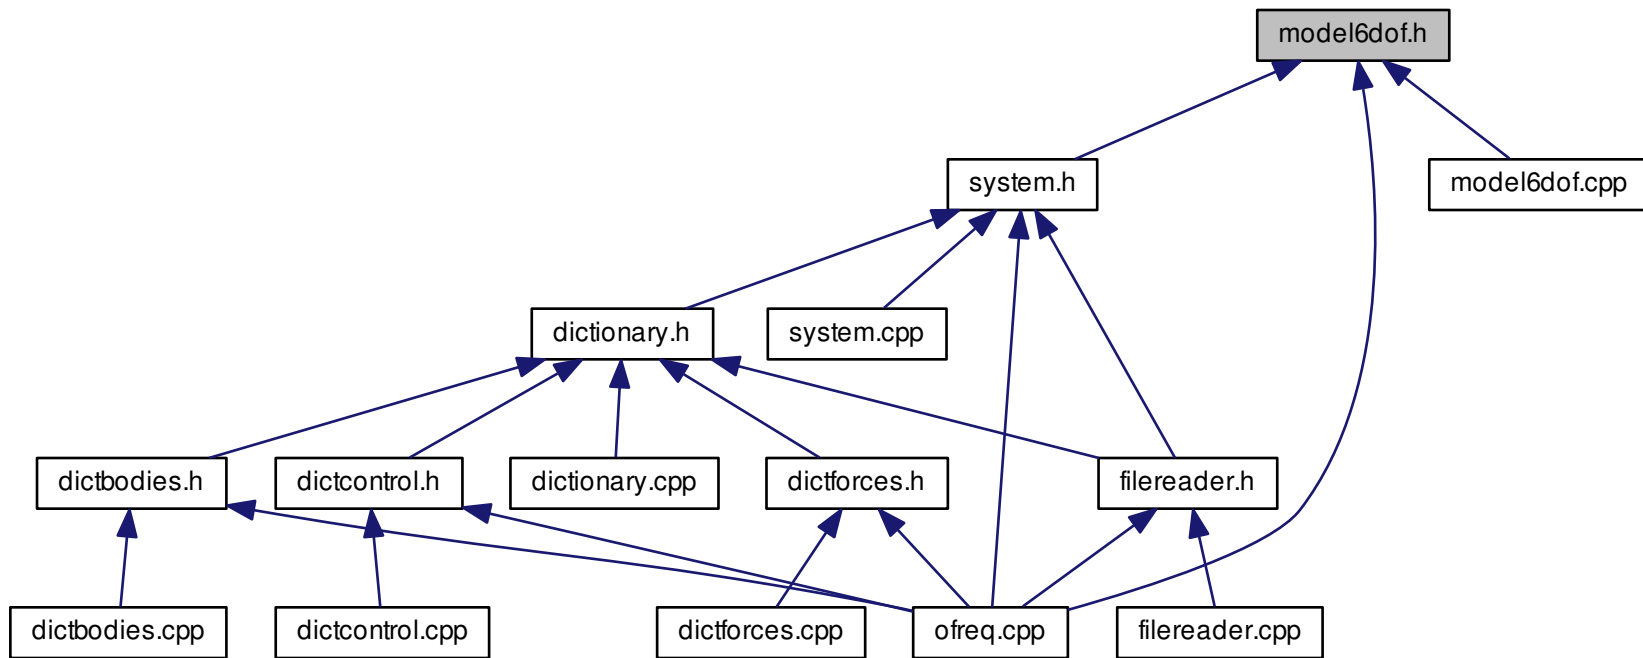 model6dof.h
system.h
model6dof.cpp
dictionary.h
system.cpp
dictbodies.h
dictcontrol.h
dictionary.cpp
dictforces.h
filereader.h
dictbodies.cpp
dictcontrol.cpp
dictforces.cpp
ofreq.cpp
filereader.cpp